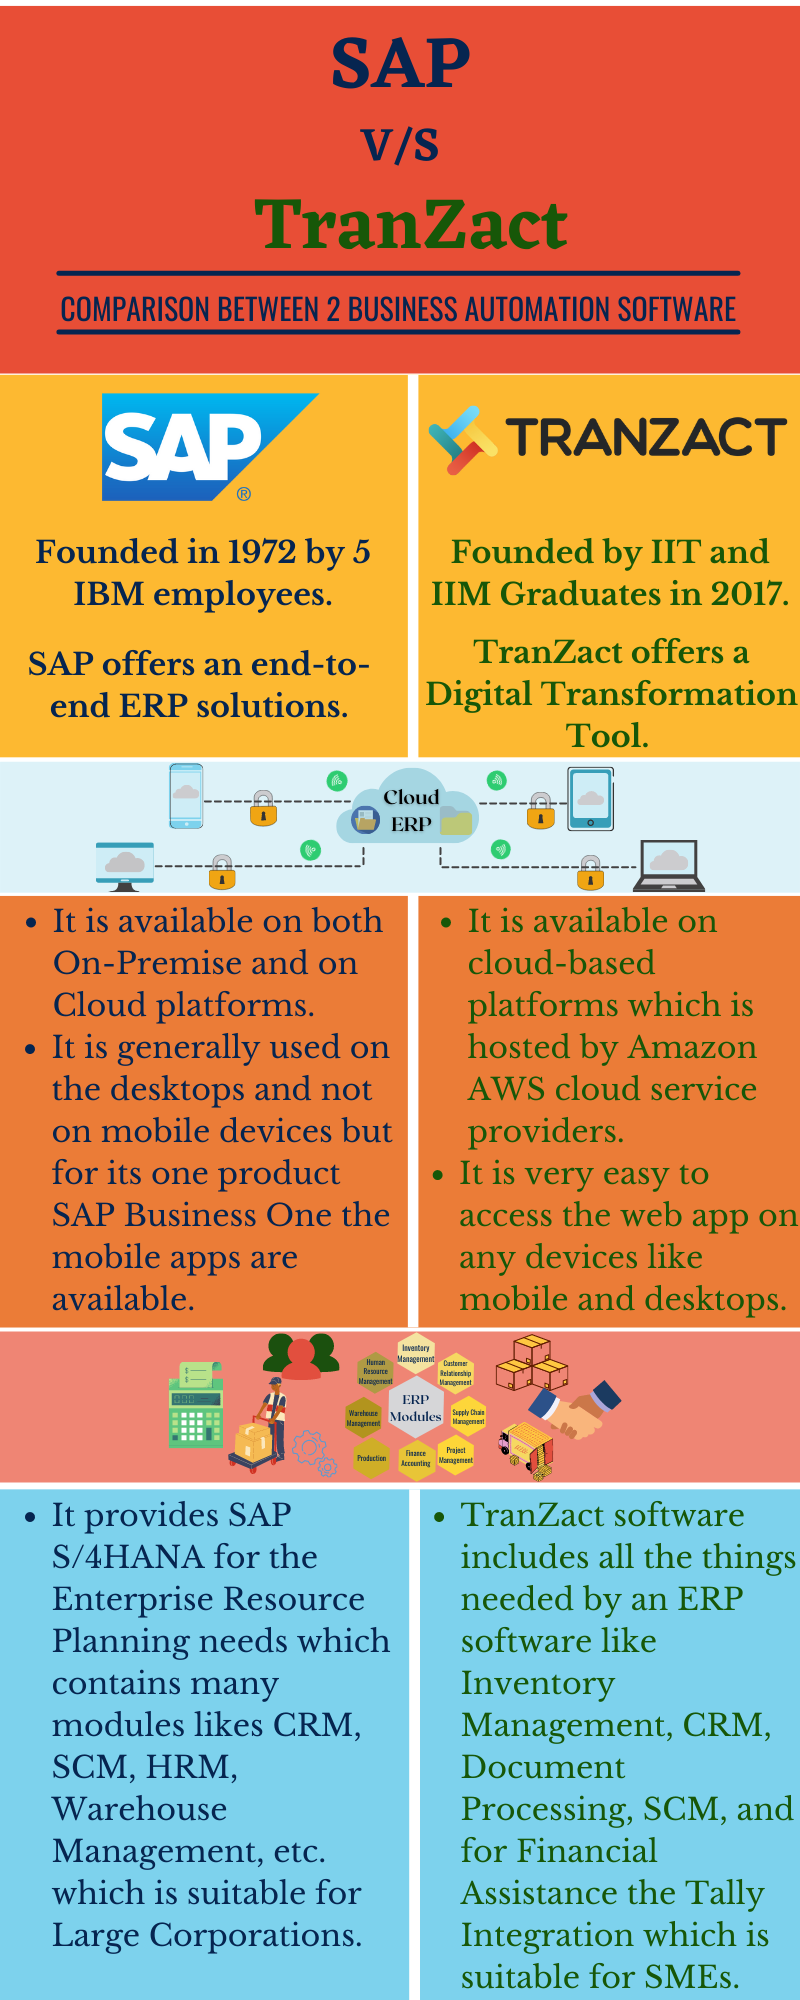 SAP
V/S
TranZact
COMPARISON BETWEEN 2 BUSINESS AUTOMATION SOFTWARE
SAP
®
Founded in 1972 by 5
IBM employees.
SAP offers an end-to-
end ERP solutions.
TRANZACT
Founded by IIT and
IIM Graduates in 2017.
TranZact offers a
Digital Transformation
Tool.
Cloud
ERP
• It is available on both
On-Premise and on
Cloud platforms.
• It is generally used on
the desktops and not
on mobile devices but
for its one product
SAP Business One the
mobile apps are
available.
• It is available on
cloud-based
platforms which is
hosted by Amazon
AWS cloud service
providers.
• It is very easy to
access the web app on
any devices like
mobile and desktops.
Inventory
Management
Human
Resource
Management
Customer
Relationship
Management
ERP
Modules
Warehouse
Management
Supply Chain
Management
Production
Finance
Accounting
Project
Management
• It provides SAP
S/4HANA for the
Enterprise Resource
Planning needs which
contains many
modules likes CRM,
SCM, HRM,
Warehouse
Management, etc.
which is suitable for
Large Corporations.
• TranZact software
includes all the things
needed by an ERP
software like
Inventory
Management, CRM,
Document
Processing, SCM, and
for Financial
Assistance the Tally
Integration which is
suitable for SMEs.